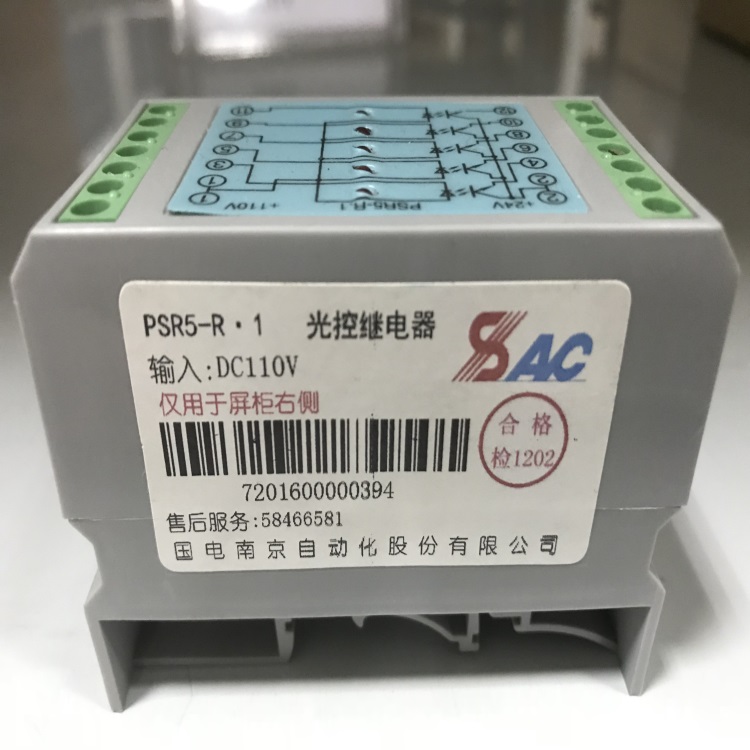 +110V
PSR5-R.1
+24V
PSR5-R·1 光控继电器
SAC
输入:DC110V
仅用于屏柜右侧
合格
检1202
7201600000394
售后服务:58466581
国电南京自动化股份有限公司